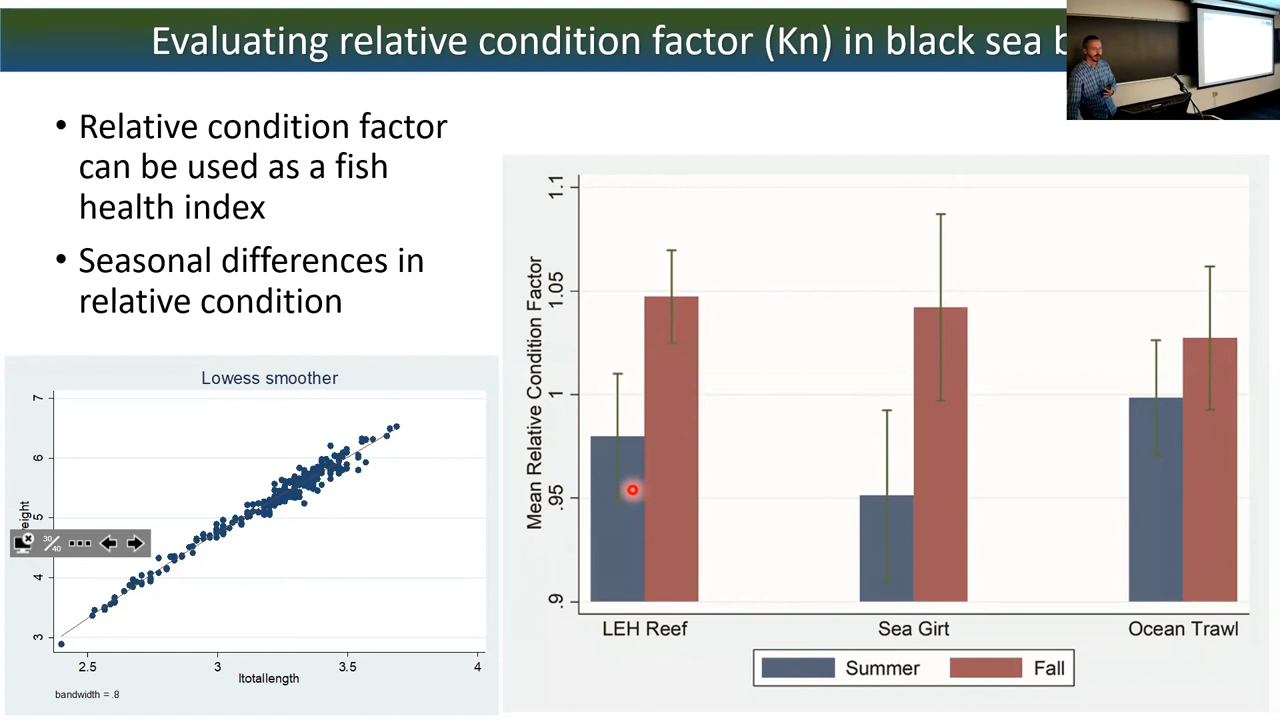 Evaluating relative condition factor (Kn) in black sea
• Relative condition factor
can be used as a fish
health index
• Seasonal differences in
relative condition
Lowess smoother
7
6
5
4
3
2.5
3
3.5
4
ltotallength
bandwidth = .8
30/40
Mean Relative Condition Factor
1.1
1.05
1
.95
.9
LEH Reef
Sea Girt
Ocean Trawl
Summer
Fall